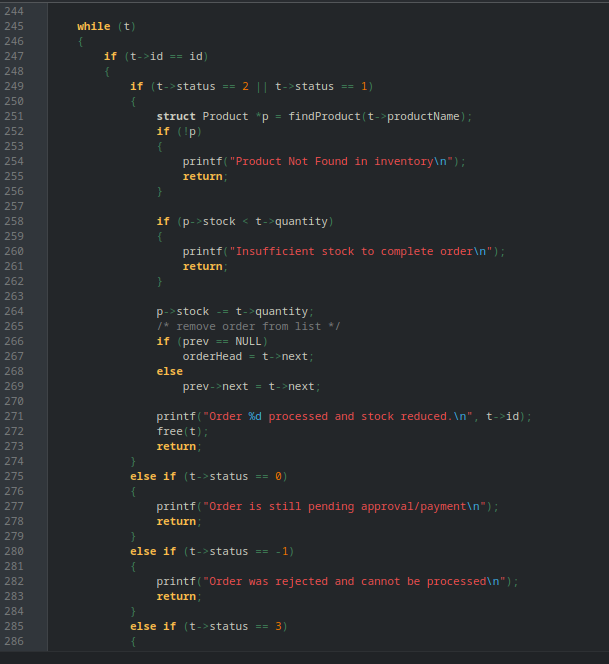 244
245     while (t)
246     {
247         if (t->id == id)
248         {
249             if (t->status == 2 || t->status == 1)
250             {
251                 struct Product *p = findProduct(t->productName);
252                 if (!p)
253                 {
254                     printf("Product Not Found in inventory\n");
255                     return;
256                 }
257
258                 if (p->stock < t->quantity)
259                 {
260                     printf("Insufficient stock to complete order\n");
261                     return;
262                 }
263
264                 p->stock -= t->quantity;
265                 /* remove order from list */
266                 if (prev == NULL)
267                     orderHead = t->next;
268                 else
269                     prev->next = t->next;
270
271                 printf("Order %d processed and stock reduced.\n", t->id);
272                 free(t);
273                 return;
274             }
275             else if (t->status == 0)
276             {
277                 printf("Order is still pending approval/payment\n");
278                 return;
279             }
280             else if (t->status == -1)
281             {
282                 printf("Order was rejected and cannot be processed\n");
283                 return;
284             }
285             else if (t->status == 3)
286             {